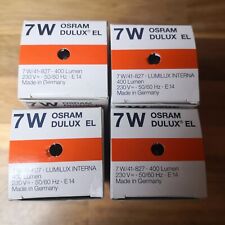 7W OSRAM
DULUX® EL
7 W/41-827 · 400 Lumen
230 V~ · 50/60 Hz · E 14
Made in Germany
7W OSRAM
DULUX EL
7 W/41-827 · LUMILUX INTERNA
400 Lumen
230 V~ · 50/60 Hz · E 14
Made in Germany
7W OSRAM
DULUX EL
LUMILUX INTERNA
400 Lumen
230 V~ · 50/60 Hz · E 14
Made in Germany
7W OSRAM
DULUX® EL
7 W/41-827 · 400 Lumen
230 V~ · 50/60 Hz · E 14
Made in Germany